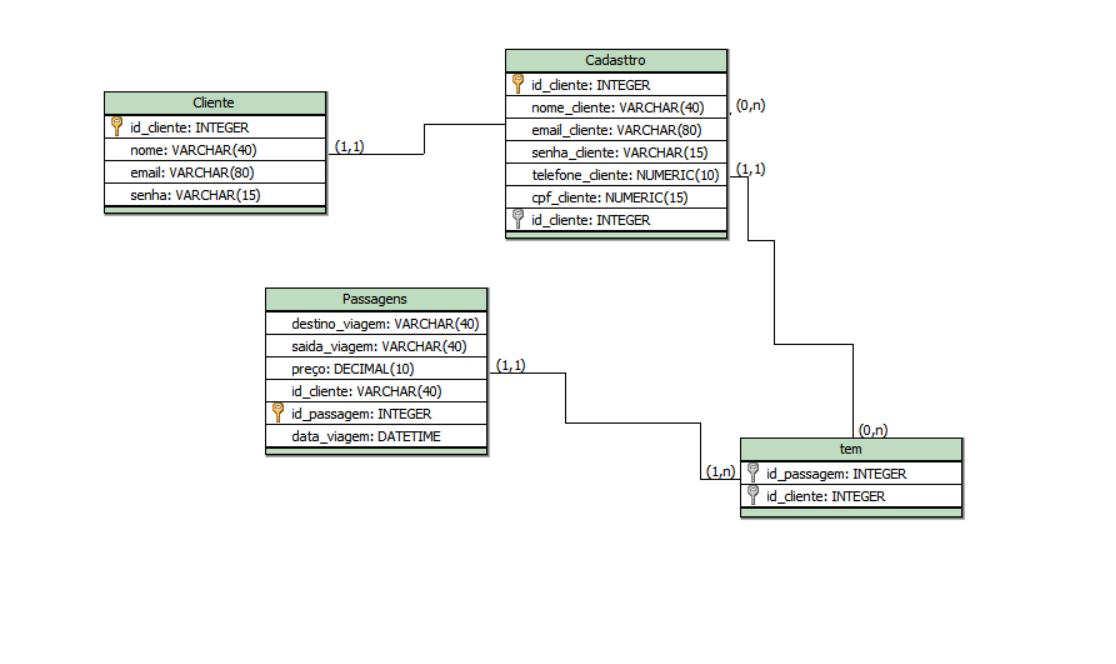 Cliente
id_cliente: INTEGER
nome: VARCHAR(40)
email: VARCHAR(80)
senha: VARCHAR(15)
(1,1)
Cadasttro
id_cliente: INTEGER
nome_cliente: VARCHAR(40)
email_cliente: VARCHAR(80)
senha_cliente: VARCHAR(15)
telefone_cliente: NUMERIC(10)
cpf_cliente: NUMERIC(15)
id_cliente: INTEGER
(0,n)
(1,1)
Passagens
destino_viagem: VARCHAR(40)
saida_viagem: VARCHAR(40)
preço: DECIMAL(10)
id_cliente: VARCHAR(40)
id_passagem: INTEGER
data_viagem: DATETIME
(1,1)
(0,n)
(1,n)
tem
id_passagem: INTEGER
id_cliente: INTEGER